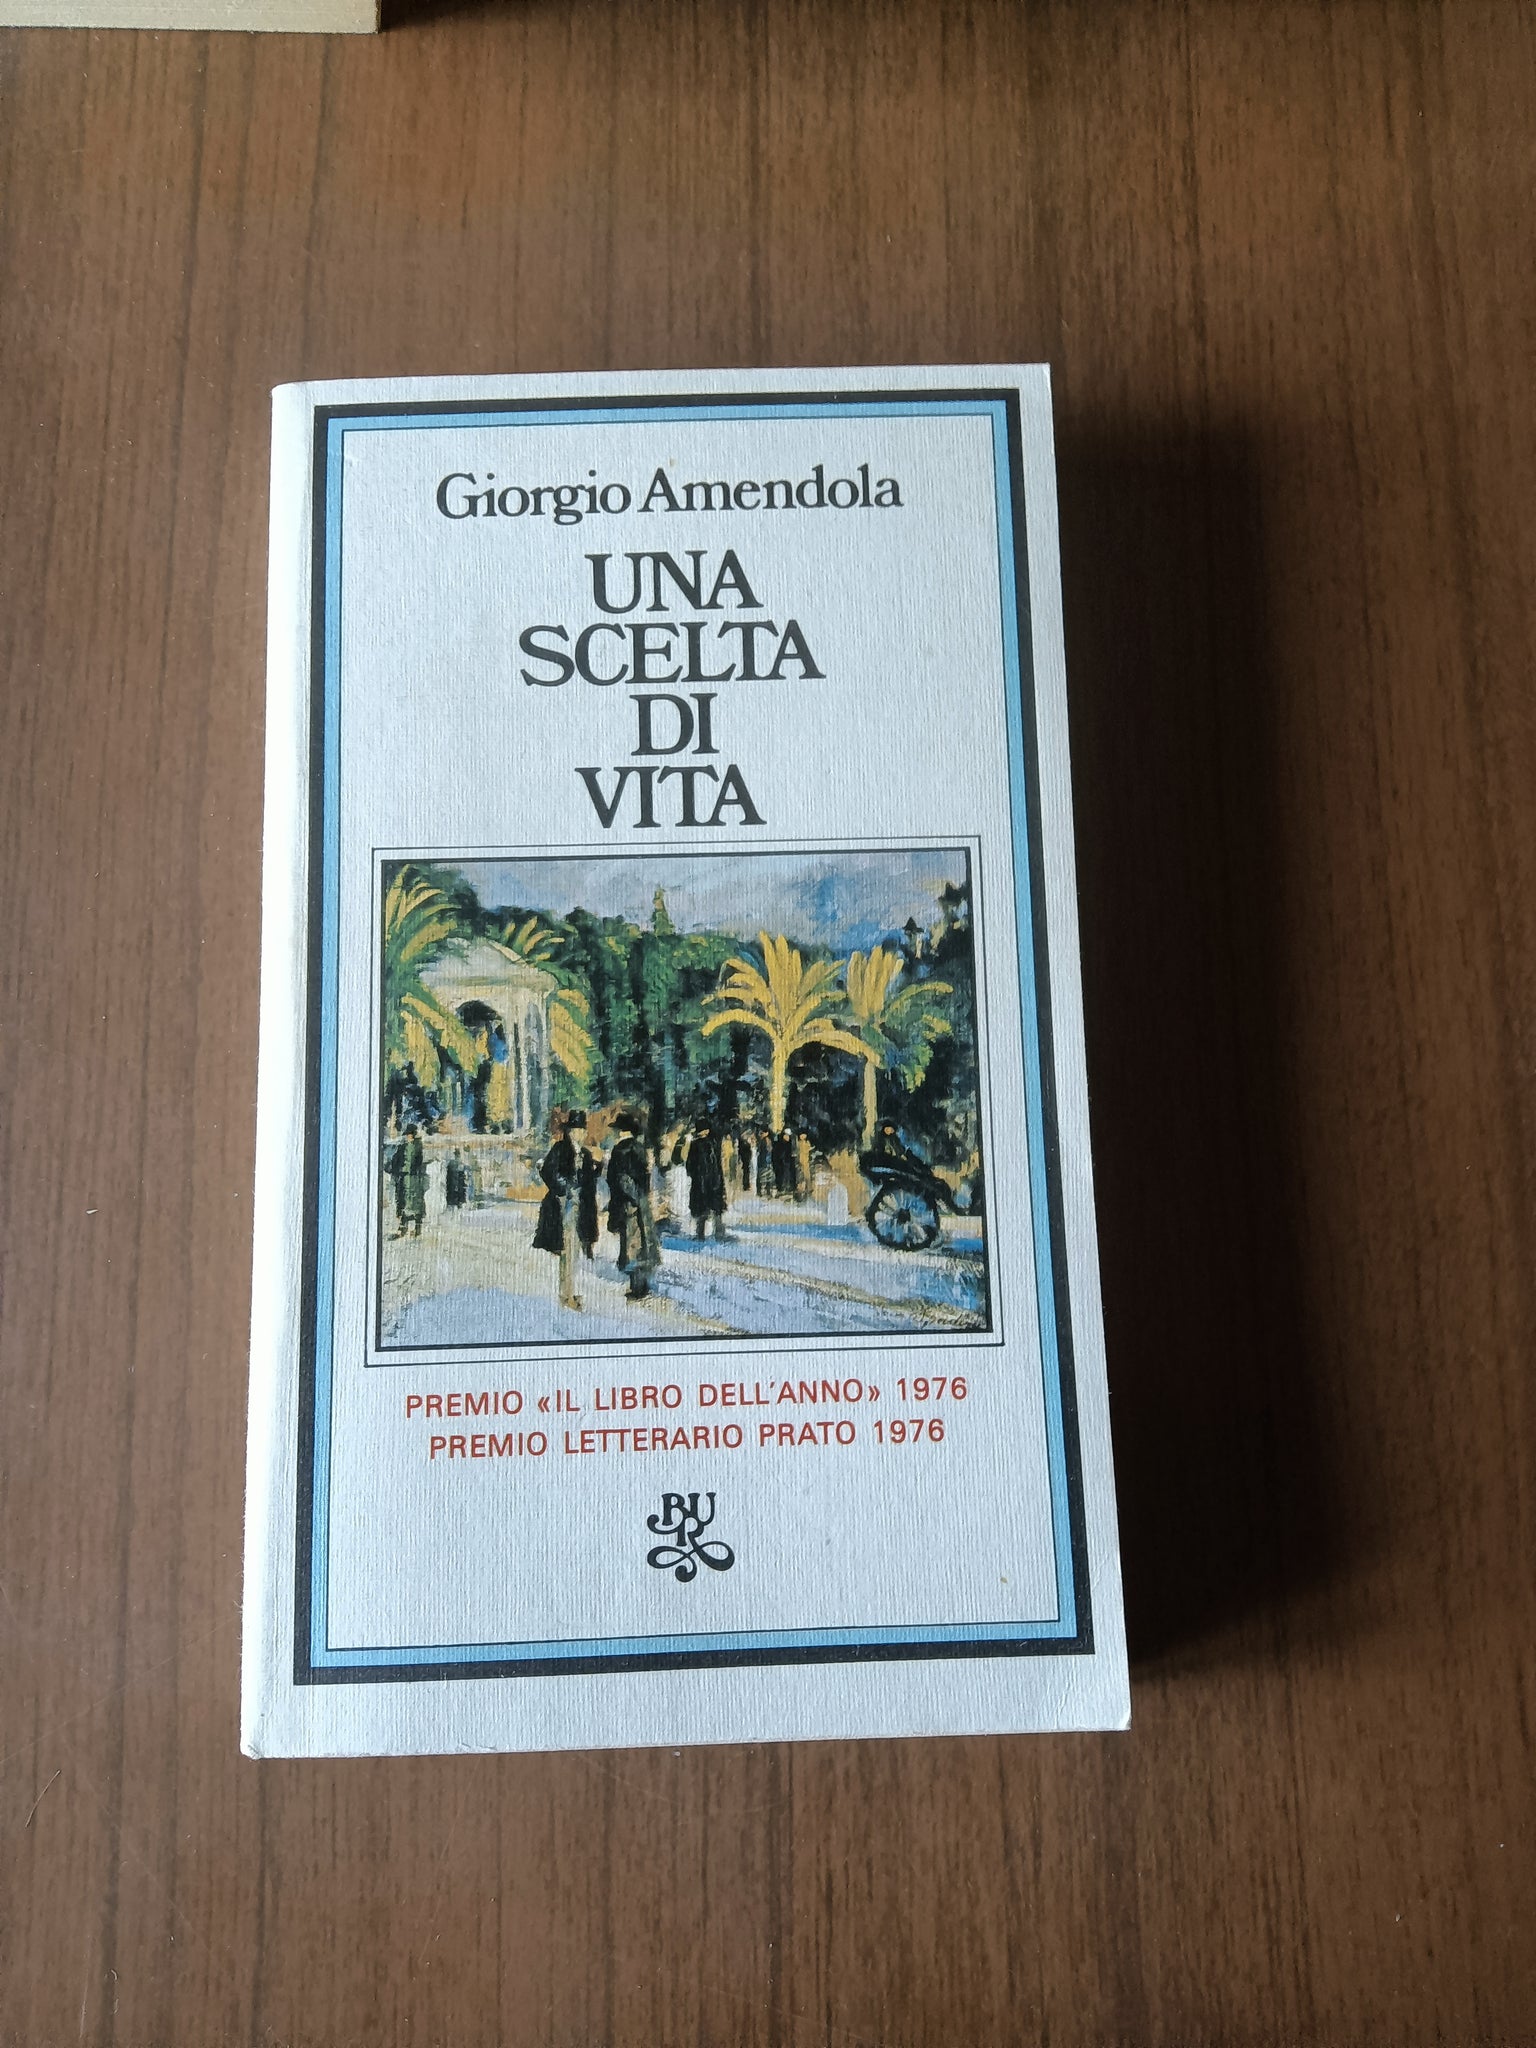 Giorgio Amendola
UNA
SCELTA
DI
VITA
PREMIO «IL LIBRO DELL'ANNO» 1976
PREMIO LETTERARIO PRATO 1976
BUR